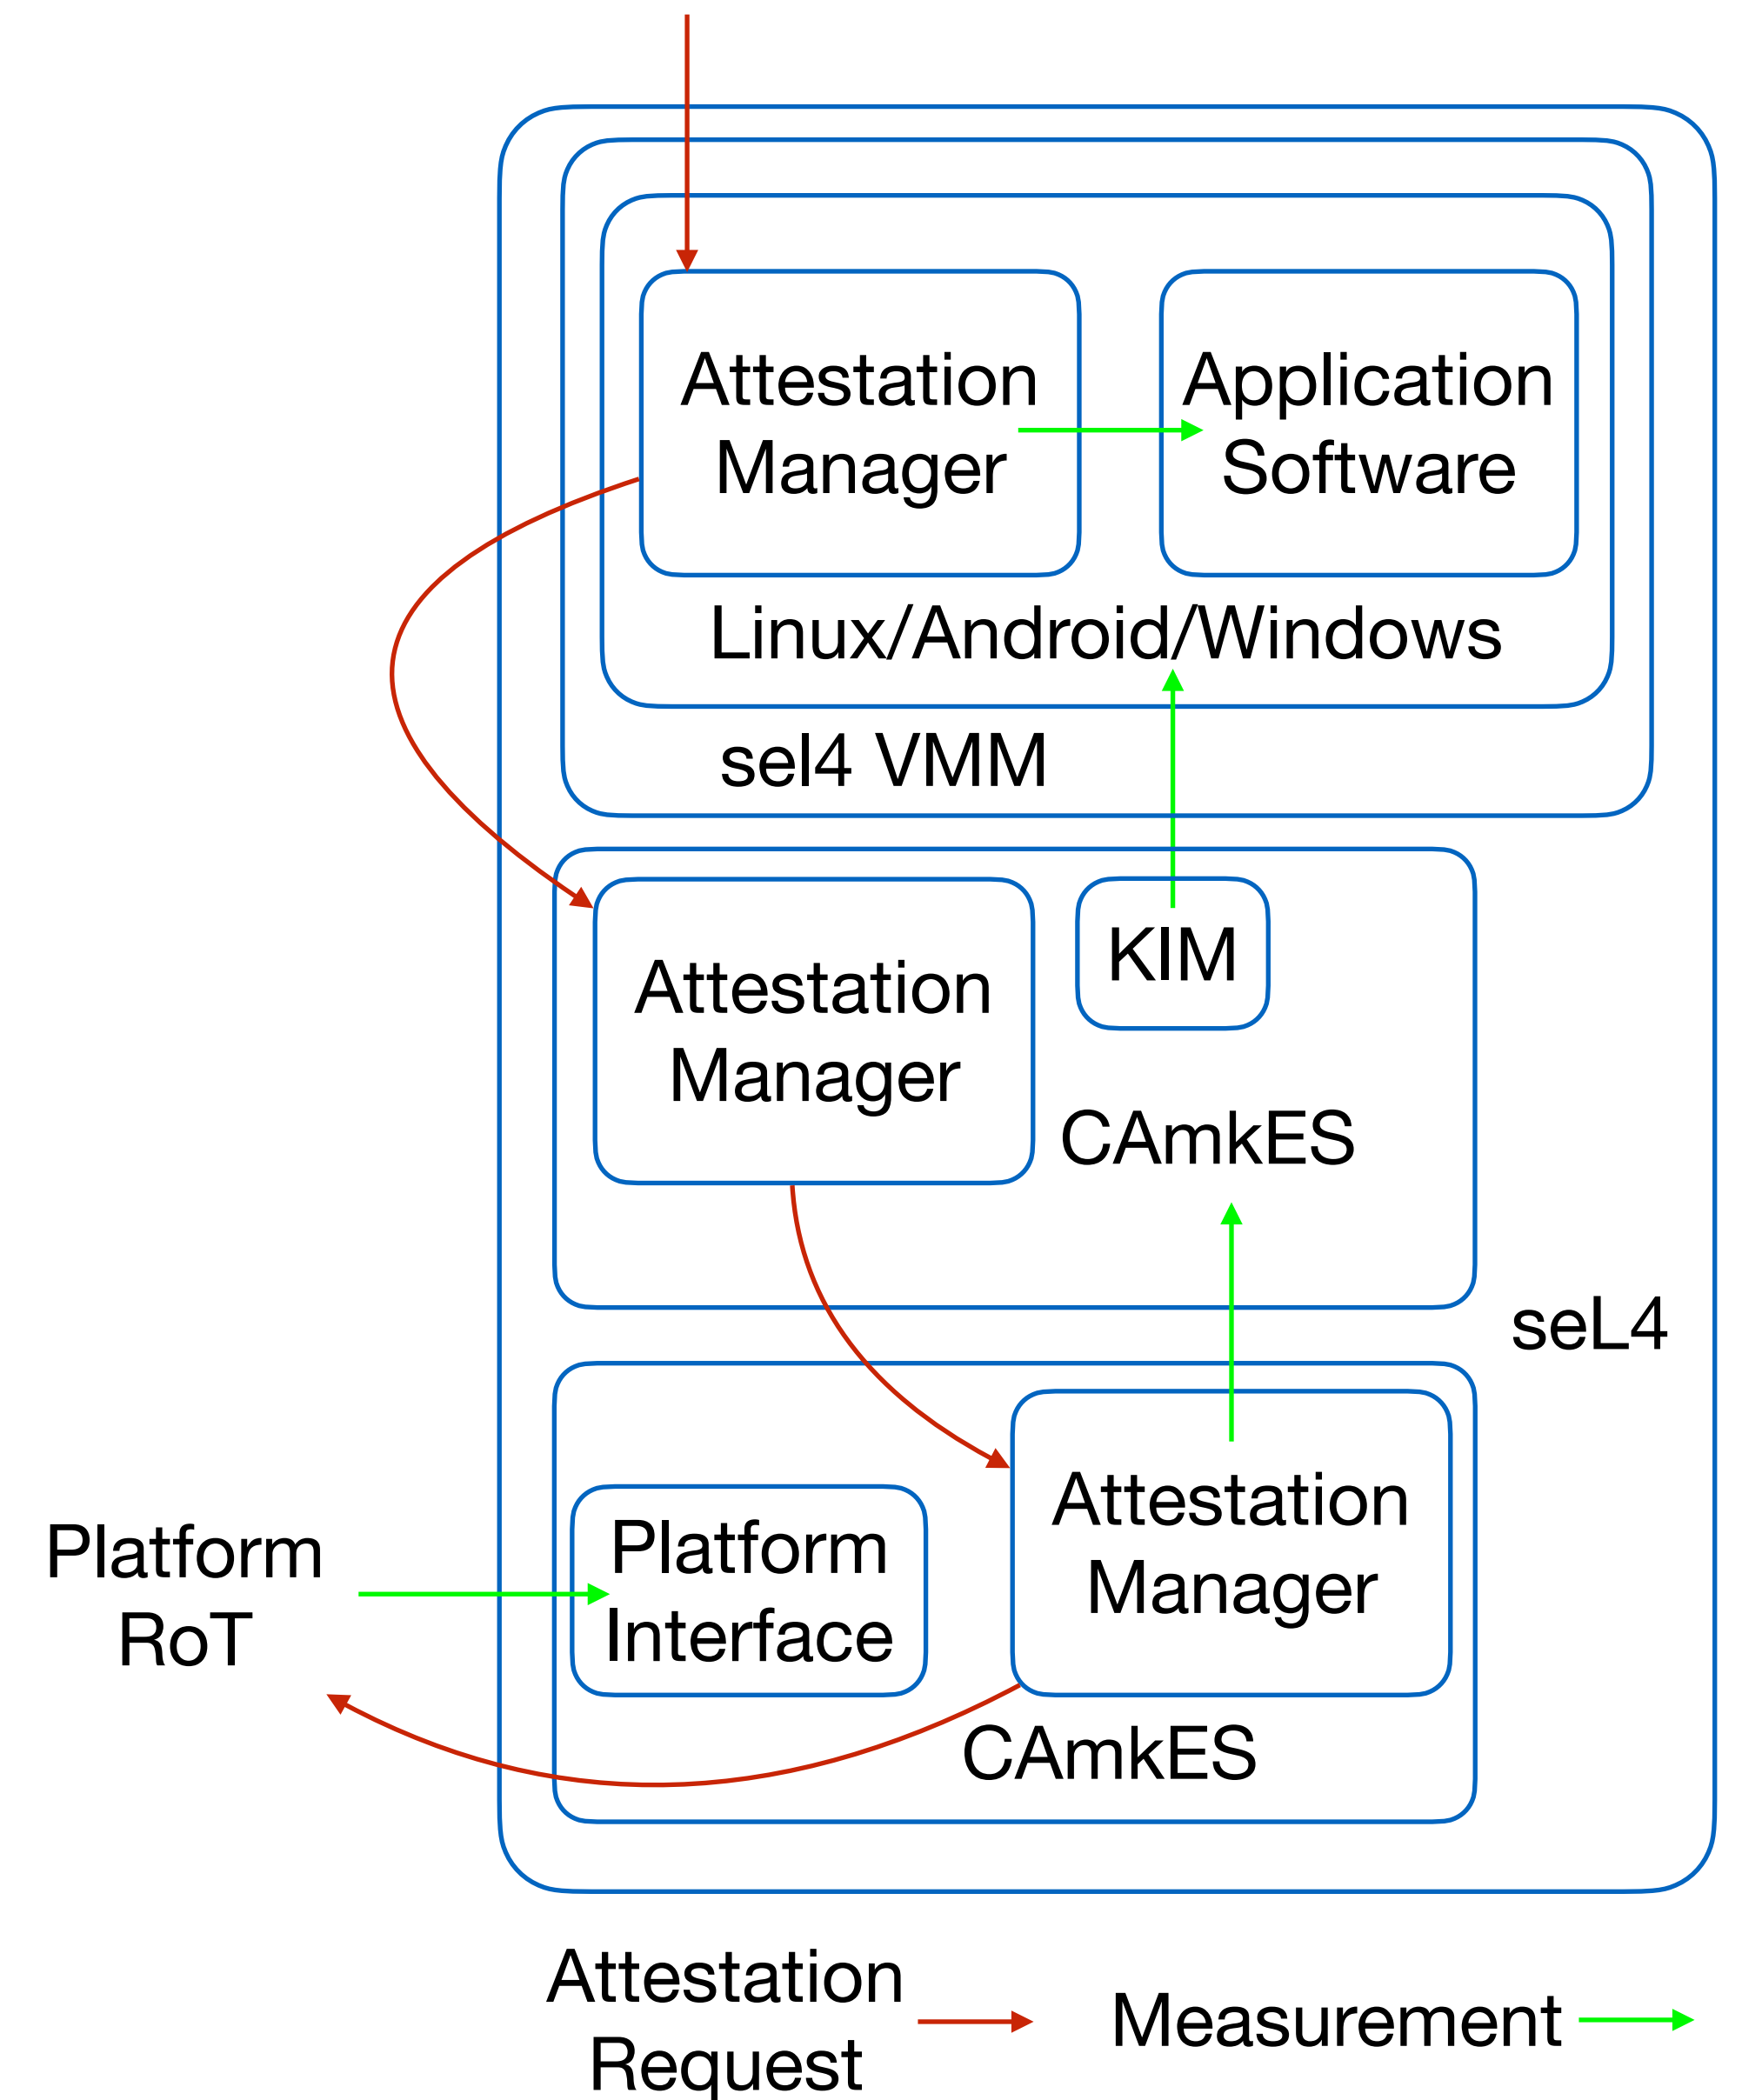 Attestation
Manager
Application
Software
Linux/Android/Windows
sel4 VMM
Attestation
Manager
KIM
CAmkES
seL4
Platform
RoT
Platform
Interface
Attestation
Manager
CAmkES
Attestation
Request
Measurement